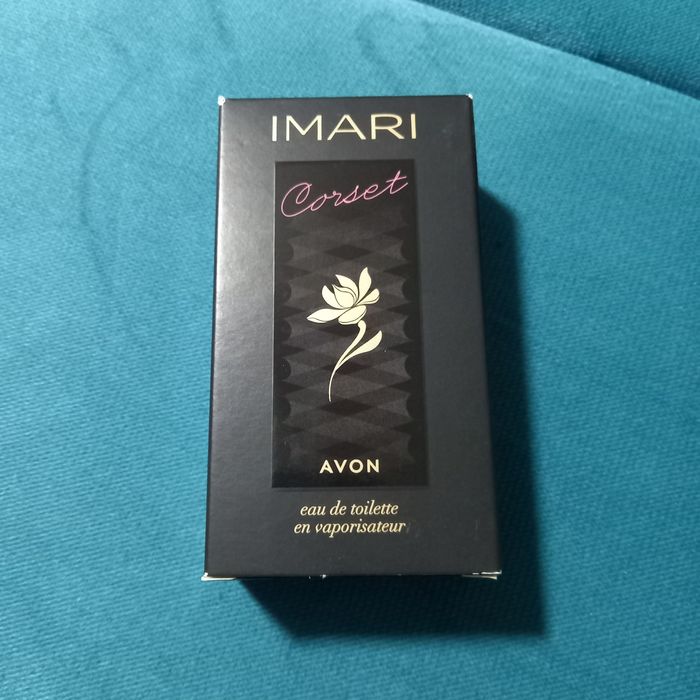 IMARI
Corset
AVON
eau de toilette
en vaporisateur